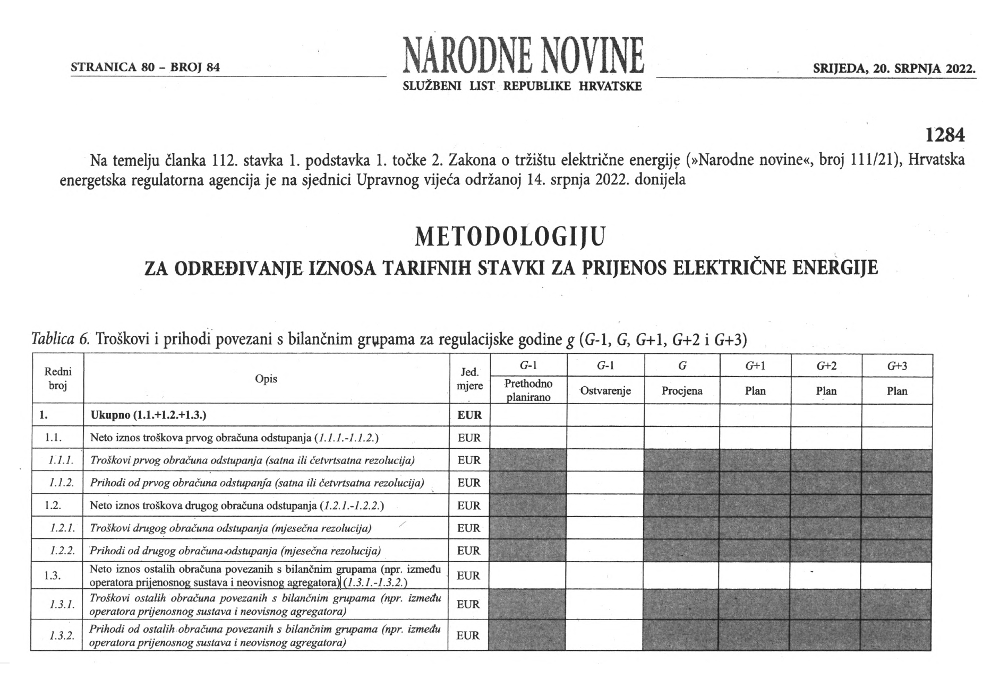 STRANICA 80 – BROJ 84
NARODNE NOVINE
SLUŽBENI LIST REPUBLIKE HRVATSKE
SRIJEDA, 20. SRPNJA 2022.
1284
Na temelju članka 112. stavka 1. podstavka 1. točke 2. Zakona o tržištu električne energije (»Narodne novine«, broj 111/21), Hrvatska
energetska regulatorna agencija je na sjednici Upravnog vijeća održanoj 14. srpnja 2022. donijela
METODOLOGIJU
ZA ODREĐIVANJE IZNOSA TARIFNIH STAVKI ZA PRIJENOS ELEKTRIČNE ENERGIJE
Tablica 6. Troškovi i prihodi povezani s bilančnim grupama za regulacijske godine g (G-1, G, G+1, G+2 i G+3)
Redni
broj
Opis
Jed.
mjere
G-1
Prethodno
planirano
G-1
Ostvarenje
G
Procjena
G+1
Plan
G+2
Plan
G+3
Plan
1. Ukupno (1.1.+1.2.+1.3.) EUR
1.1. Neto iznos troškova prvog obračuna odstupanja (1.1.1.-1.1.2.) EUR
1.1.1. Troškovi prvog obračuna odstupanja (satna ili četvrtsatna rezolucija) EUR
1.1.2. Prihodi od prvog obračuna odstupanja (satna ili četvrtsatna rezolucija) EUR
1.2. Neto iznos troškova drugog obračuna odstupanja (1.2.1.-1.2.2.) EUR
1.2.1. Troškovi drugog obračuna odstupanja (mjesečna rezolucija) EUR
1.2.2. Prihodi od drugog obračuna odstupanja (mjesečna rezolucija) EUR
1.3. Neto iznos ostalih obračuna povezanih s bilančnim grupama (npr. između
operatora prijenosnog sustava i neovisnog agregatora) (1.3.1.-1.3.2.) EUR
1.3.1. Troškovi ostalih obračuna povezanih s bilančnim grupama (npr. između
operatora prijenosnog sustava i neovisnog agregatora) EUR
1.3.2. Prihodi od ostalih obračuna povezanih s bilančnim grupama (npr. između
operatora prijenosnog sustava i neovisnog agregatora) EUR